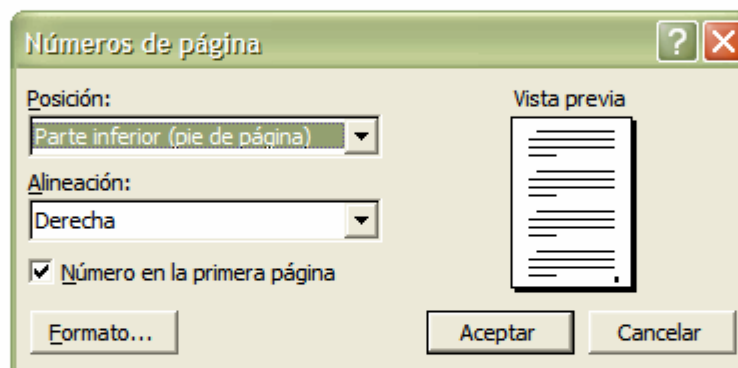 Números de página
Posición:
Vista previa
Parte inferior (pie de página)
Alineación:
Derecha
Número en la primera página
Formato...
Aceptar
Cancelar